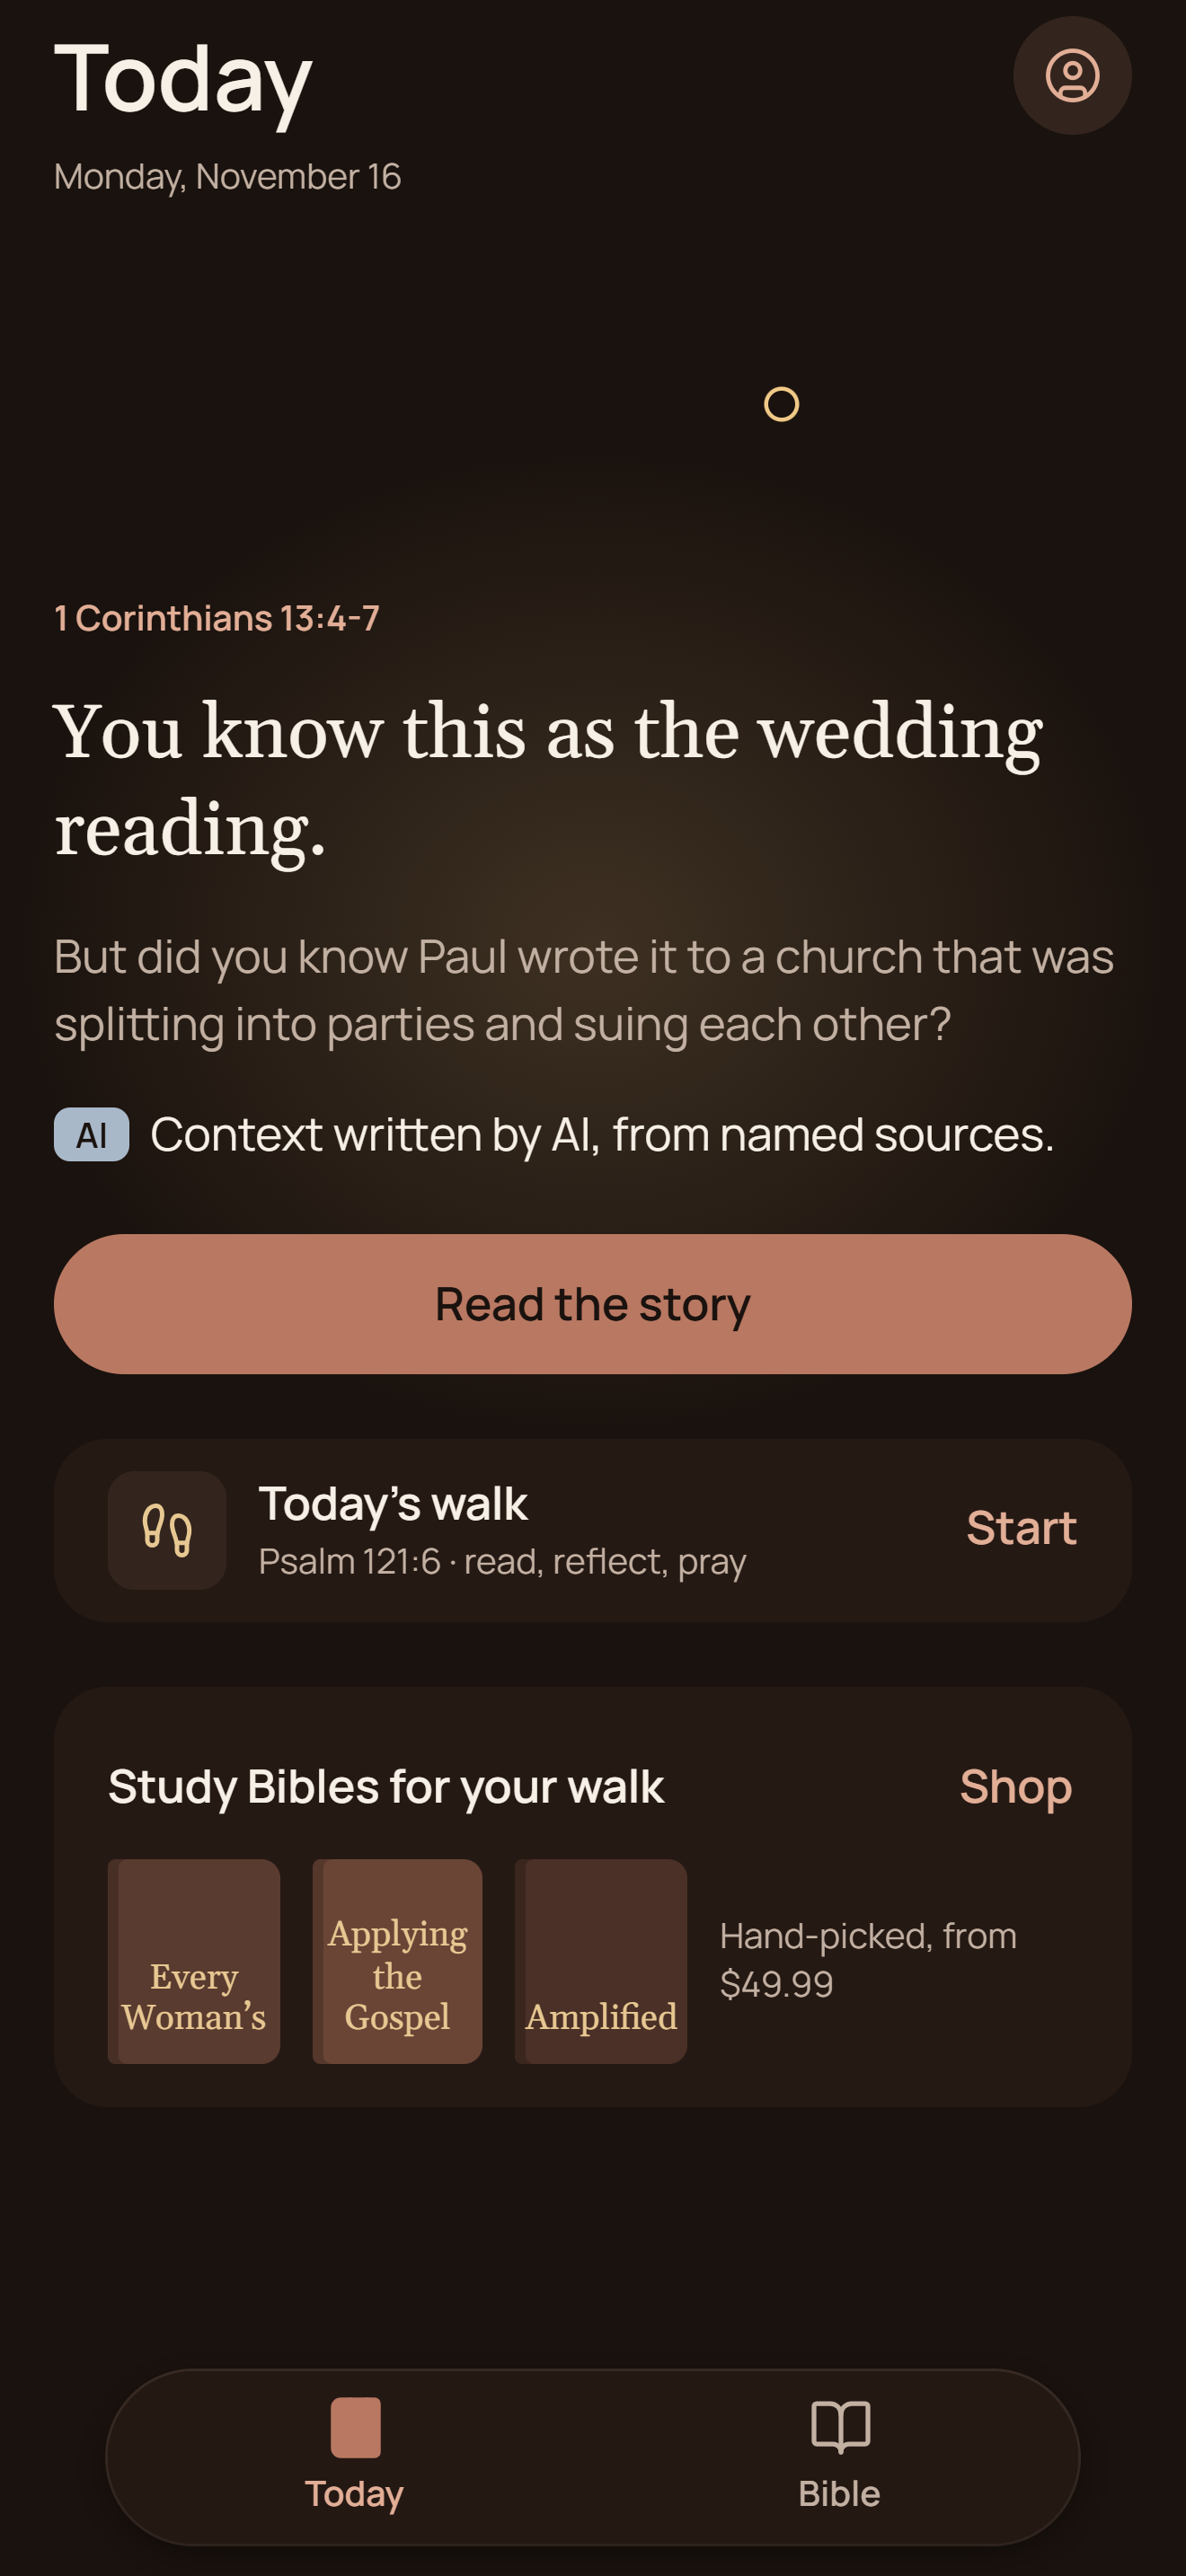 Today
Monday, November 16
1 Corinthians 13:4-7
You know this as the wedding
reading.
But did you know Paul wrote it to a church that was
splitting into parties and suing each other?
AI Context written by AI, from named sources.
Read the story
Today’s walk
Psalm 121:6 · read, reflect, pray
Start
Study Bibles for your walk
Shop
Every
Woman’s
Applying
the
Gospel
Amplified
Hand-picked, from
$49.99
Today
Bible